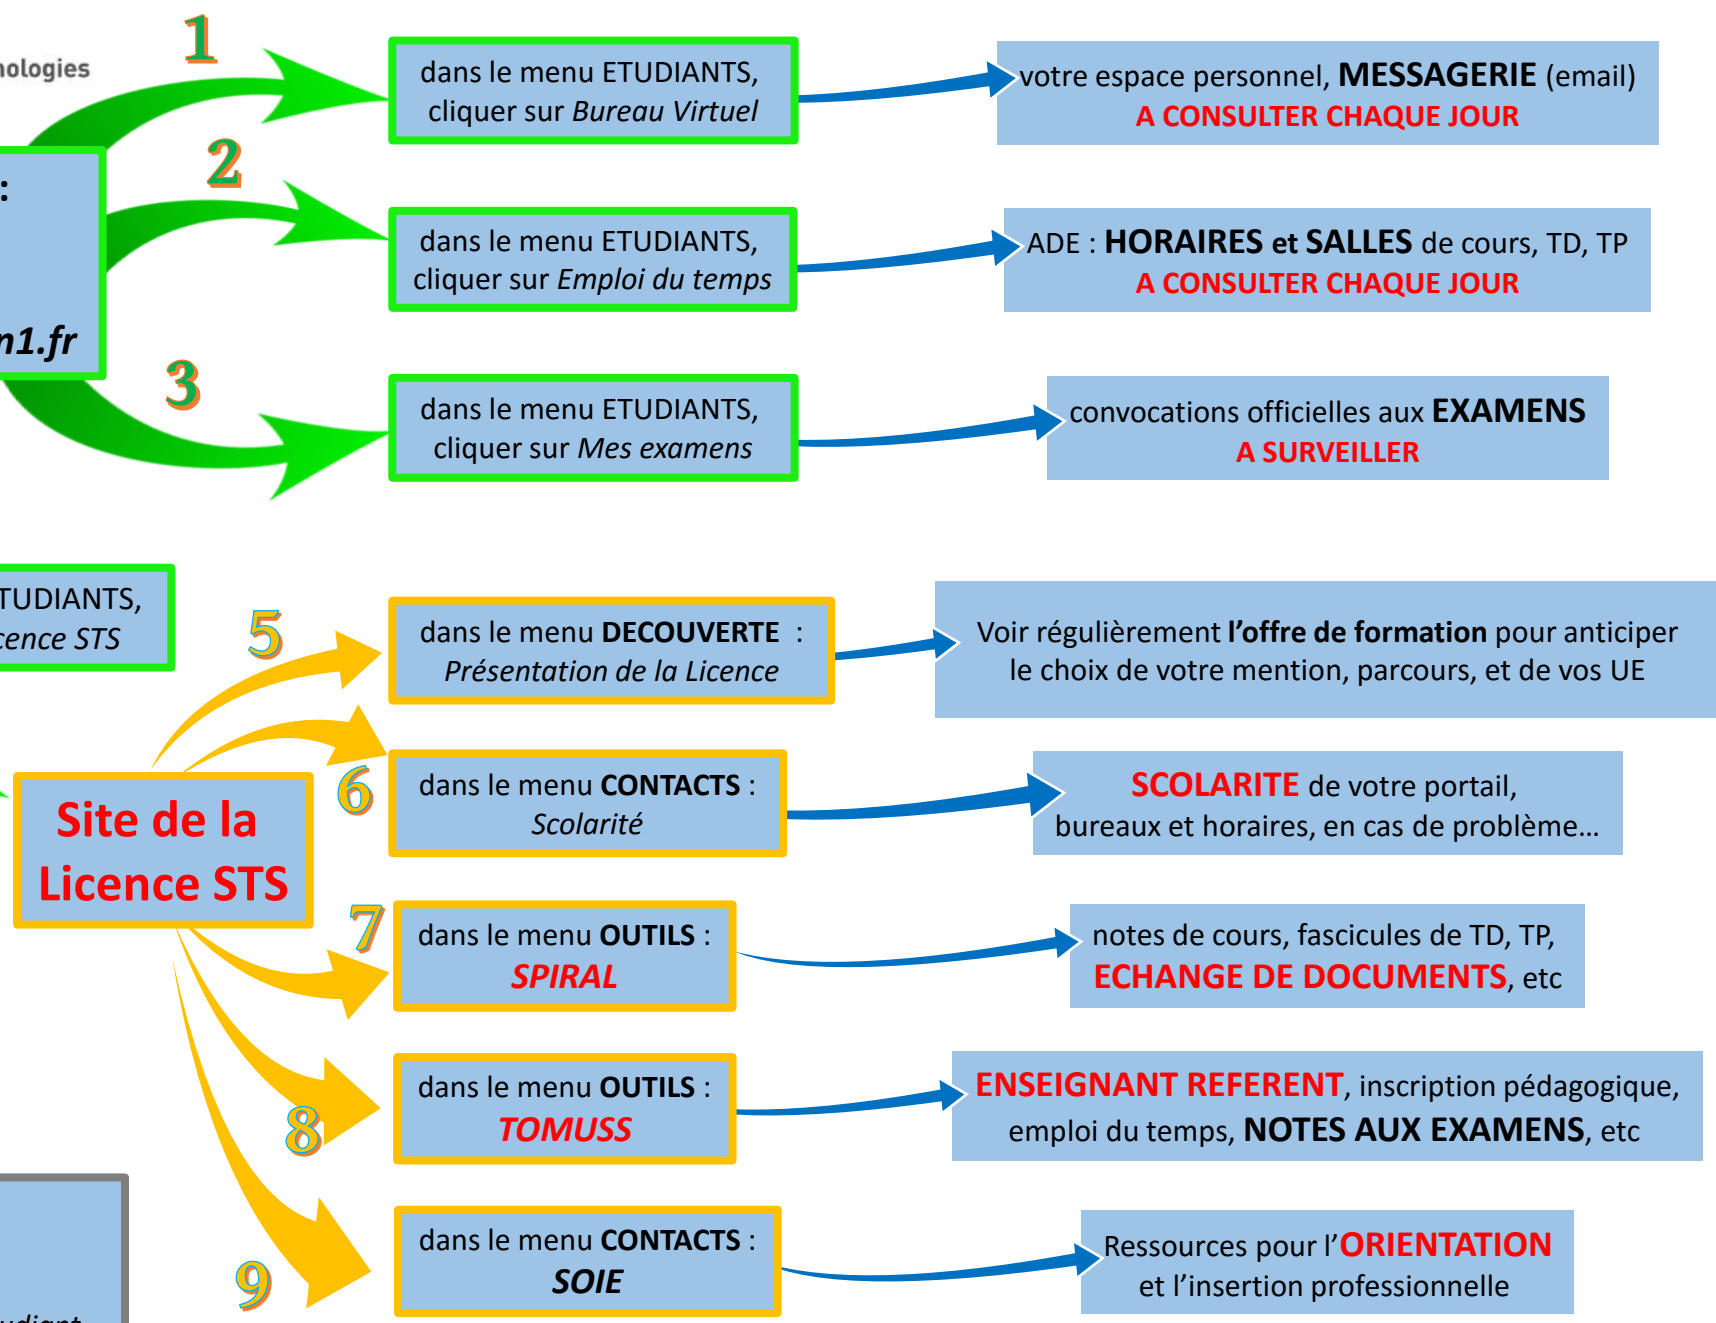 nologies
1
dans le menu ETUDIANTS,
cliquer sur Bureau Virtuel
votre espace personnel, MESSAGERIE (email)
A CONSULTER CHAQUE JOUR
:
n1.fr
2
dans le menu ETUDIANTS,
cliquer sur Emploi du temps
ADE : HORAIRES et SALLES de cours, TD, TP
A CONSULTER CHAQUE JOUR
3
dans le menu ETUDIANTS,
cliquer sur Mes examens
convocations officielles aux EXAMENS
A SURVEILLER
TUDIANTS,
cence STS
5
dans le menu DECOUVERTE :
Présentation de la Licence
Voir régulièrement l’offre de formation pour anticiper
le choix de votre mention, parcours, et de vos UE
Site de la
Licence STS
6
dans le menu CONTACTS :
Scolarité
SCOLARITE de votre portail,
bureaux et horaires, en cas de problème…
7
dans le menu OUTILS :
SPIRAL
notes de cours, fascicules de TD, TP,
ECHANGE DE DOCUMENTS, etc
8
dans le menu OUTILS :
TOMUSS
ENSEIGNANT REFERENT, inscription pédagogique,
emploi du temps, NOTES AUX EXAMENS, etc
9
dans le menu CONTACTS :
SOIE
Ressources pour l’ORIENTATION
et l’insertion professionnelle
udiant